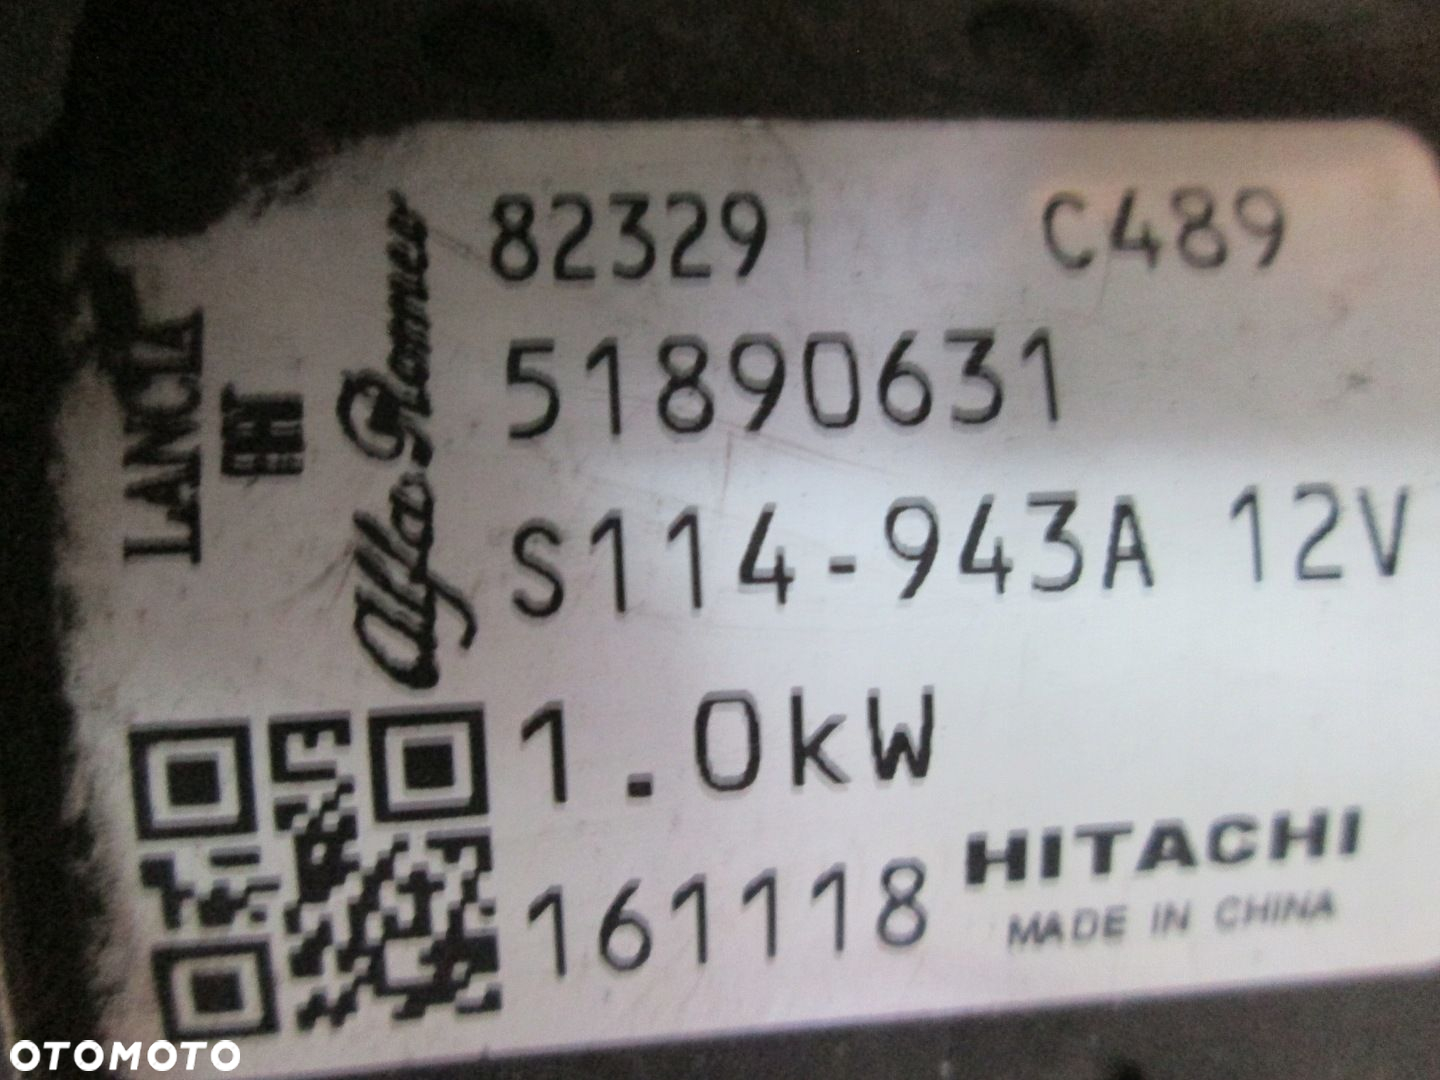 82329 C489
51890631
S114-943A 12V
1.0kW
161118
HITACHI
MADE IN CHINA
LANCIA
FIAT
Alfa Romeo
OTOMOTO